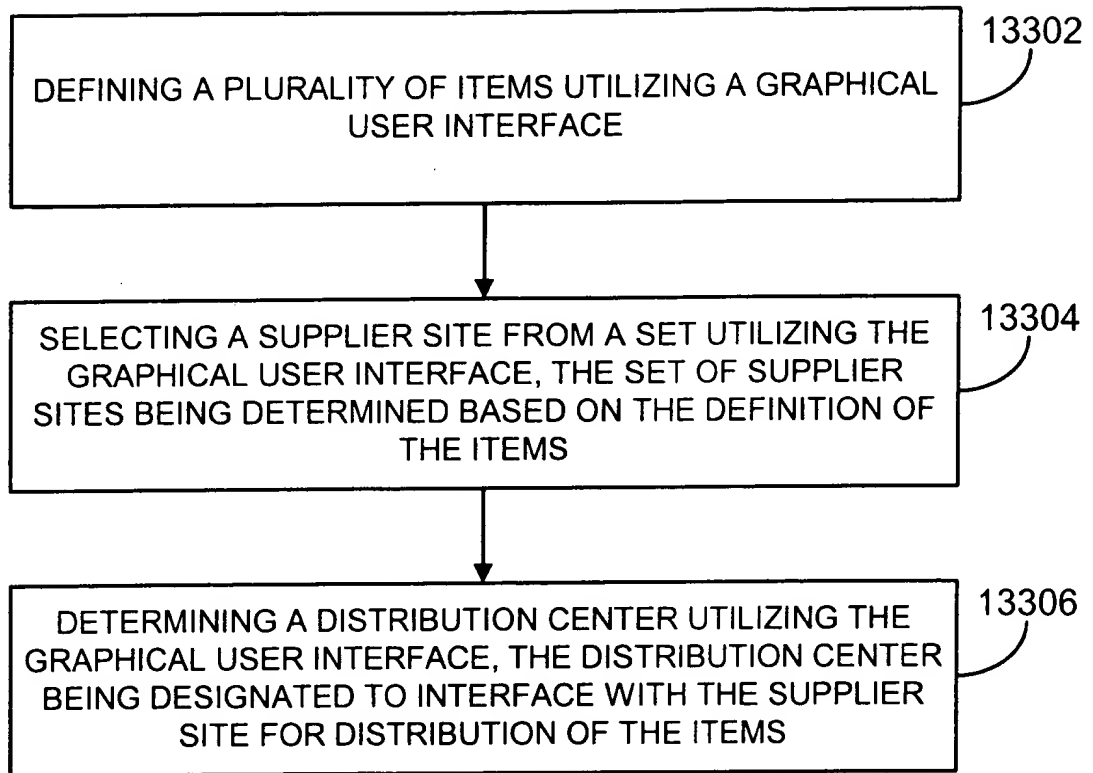 13302
DEFINING A PLURALITY OF ITEMS UTILIZING A GRAPHICAL
USER INTERFACE
13304
SELECTING A SUPPLIER SITE FROM A SET UTILIZING THE
GRAPHICAL USER INTERFACE, THE SET OF SUPPLIER
SITES BEING DETERMINED BASED ON THE DEFINITION OF
THE ITEMS
13306
DETERMINING A DISTRIBUTION CENTER UTILIZING THE
GRAPHICAL USER INTERFACE, THE DISTRIBUTION CENTER
BEING DESIGNATED TO INTERFACE WITH THE SUPPLIER
SITE FOR DISTRIBUTION OF THE ITEMS